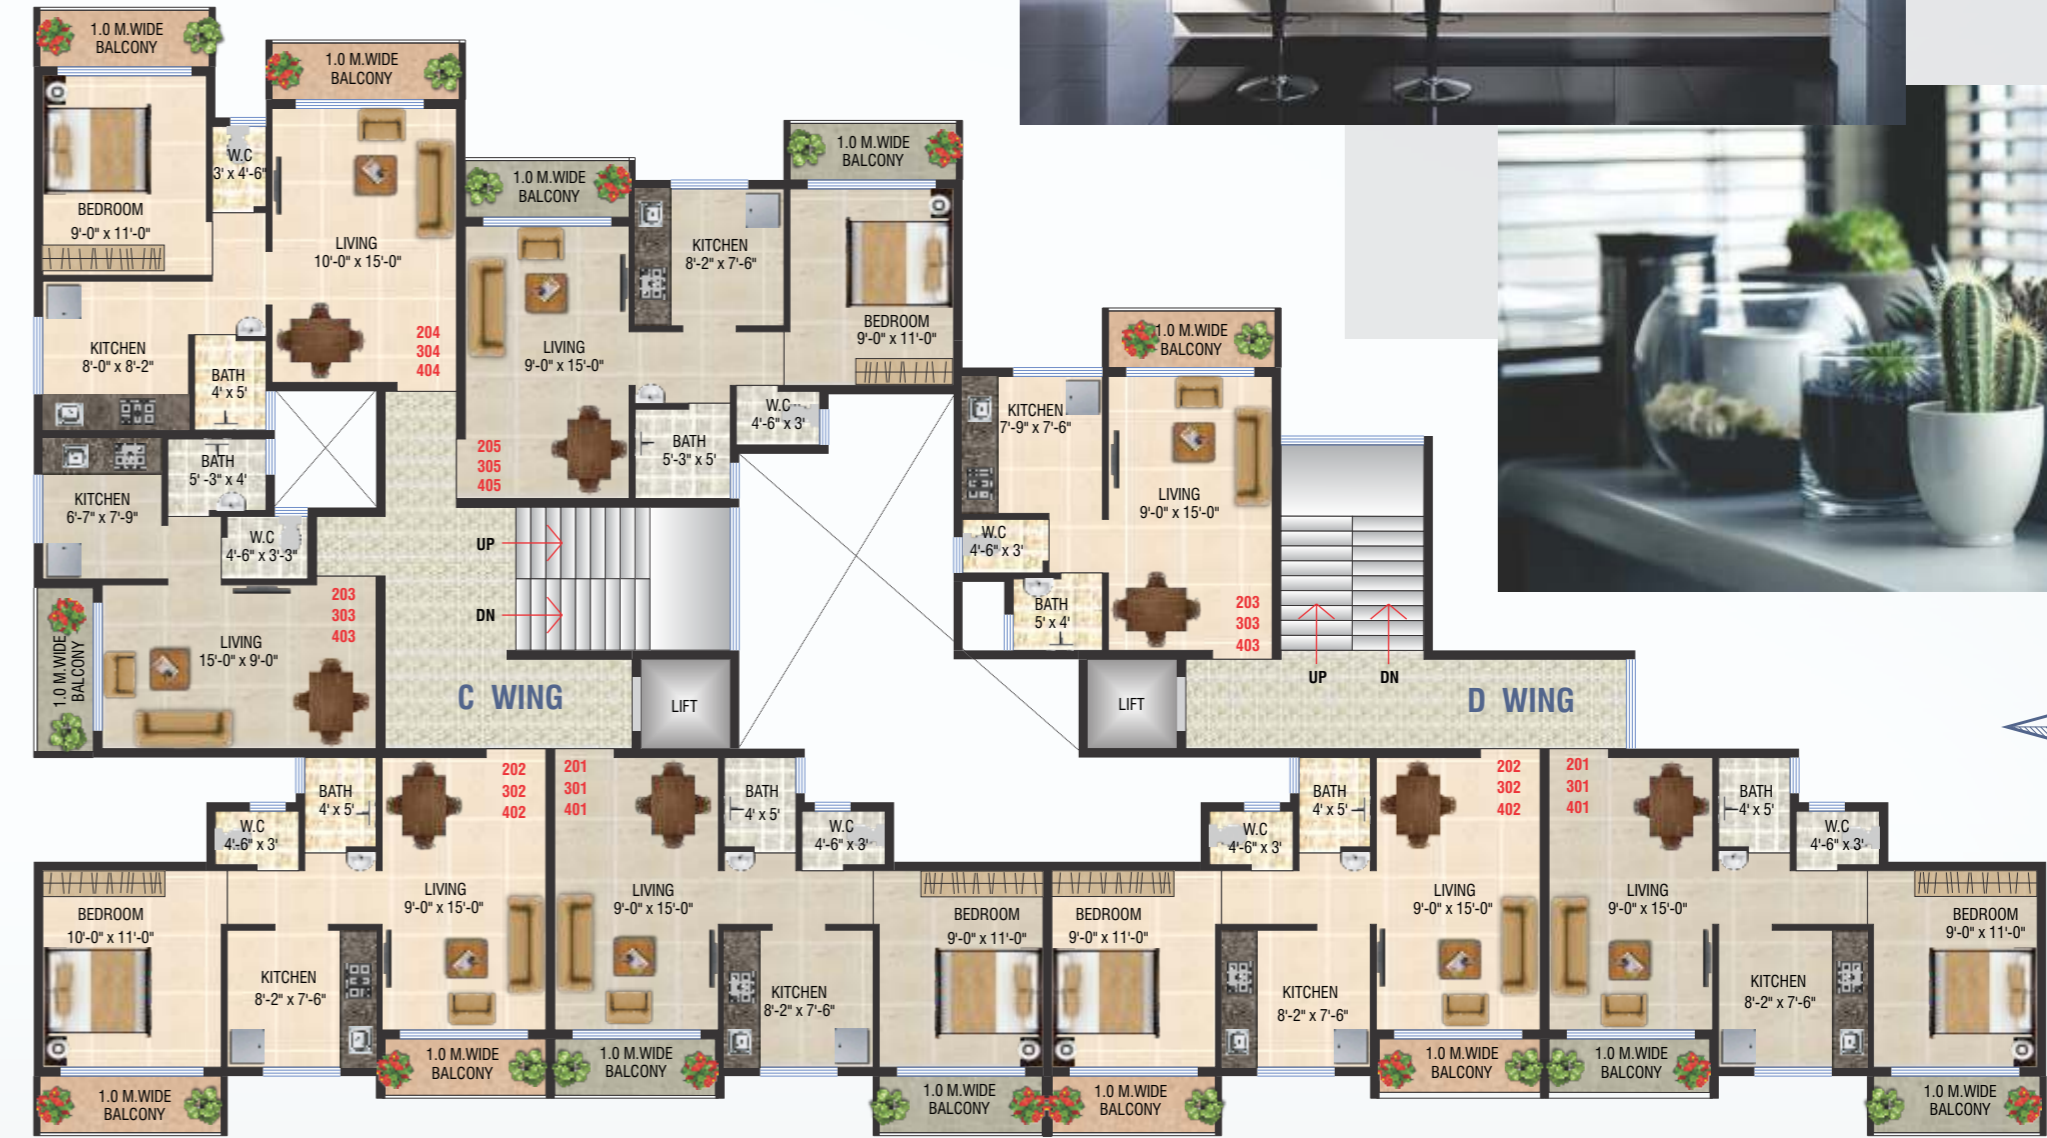 1.0 M.WIDE
BALCONY
1.0 M.WIDE
BALCONY
W.C
3' x 4'-6"
BEDROOM
9'-0" x 11'-0"
LIVING
10'-0" x 15'-0"
KITCHEN
8'-0" x 8'-2"
BATH
4' x 5'
204
304
404
1.0 M.WIDE
BALCONY
1.0 M.WIDE
BALCONY
KITCHEN
8'-2" x 7'-6"
BEDROOM
9'-0" x 11'-0"
LIVING
9'-0" x 15'-0"
W.C
4'-6" x 3'
BATH
5'-3" x 5'
205
305
405
KITCHEN
6'-7" x 7'-9"
BATH
5' -3" x 4'
W.C
4'-6" x 3'-3"
203
303
403
LIVING
15'-0" x 9'-0"
1.0 M.WIDE
BALCONY
UP
DN
C WING
LIFT
1.0 M.WIDE
BALCONY
KITCHEN
7'-9" x 7'-6"
LIVING
9'-0" x 15'-0"
W.C
4'-6" x 3'
BATH
5' x 4'
203
303
403
UP
DN
LIFT
D WING
BATH
4' x 5'
W.C
4'-6" x 3'
202
302
402
BEDROOM
10'-0" x 11'-0"
LIVING
9'-0" x 15'-0"
KITCHEN
8'-2" x 7'-6"
1.0 M.WIDE
BALCONY
1.0 M.WIDE
BALCONY
201
301
401
BATH
4' x 5'
W.C
4'-6" x 3'
LIVING
9'-0" x 15'-0"
BEDROOM
9'-0" x 11'-0"
KITCHEN
8'-2" x 7'-6"
1.0 M.WIDE
BALCONY
1.0 M.WIDE
BALCONY
BATH
4' x 5'
W.C
4'-6" x 3'
202
302
402
BEDROOM
9'-0" x 11'-0"
LIVING
9'-0" x 15'-0"
KITCHEN
8'-2" x 7'-6"
1.0 M.WIDE
BALCONY
1.0 M.WIDE
BALCONY
201
301
401
BATH
4' x 5'
W.C
4'-6" x 3'
LIVING
9'-0" x 15'-0"
BEDROOM
9'-0" x 11'-0"
KITCHEN
8'-2" x 7'-6"
1.0 M.WIDE
BALCONY
1.0 M.WIDE
BALCONY